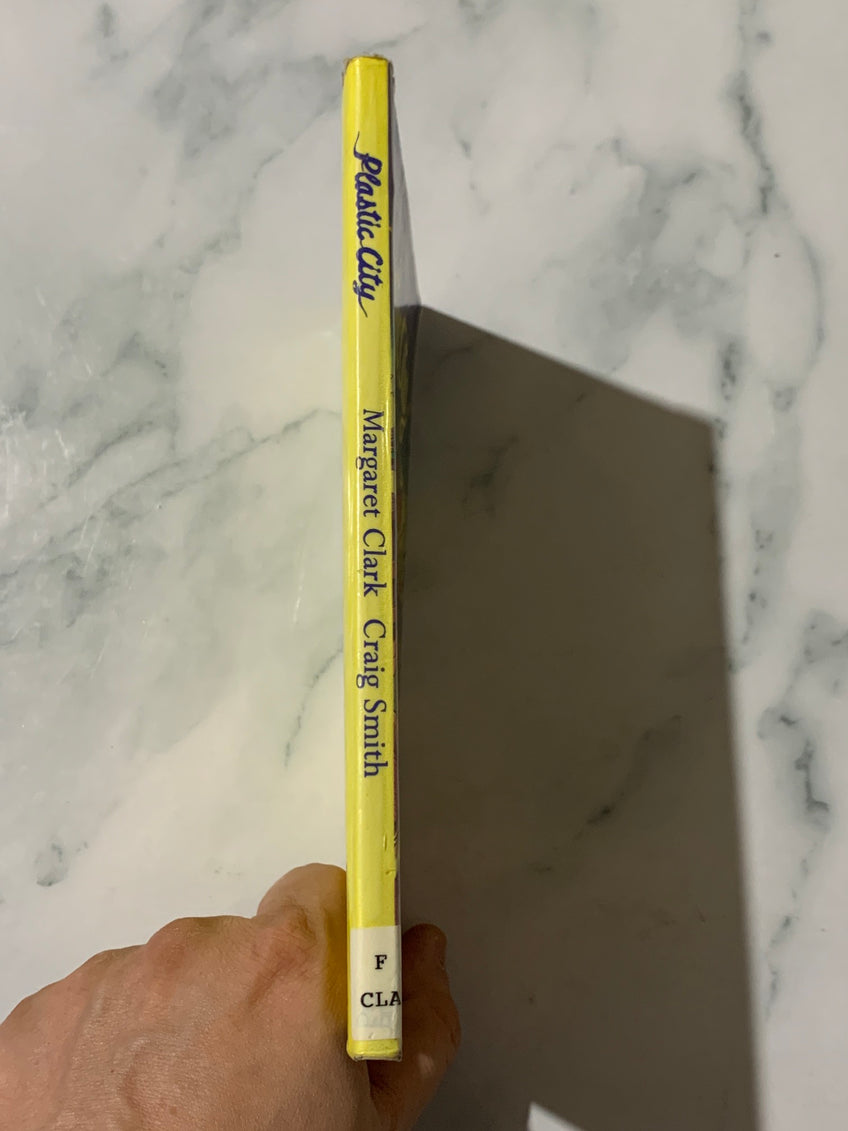 Plastic City
Margaret Clark Craig Smith
F
CLA